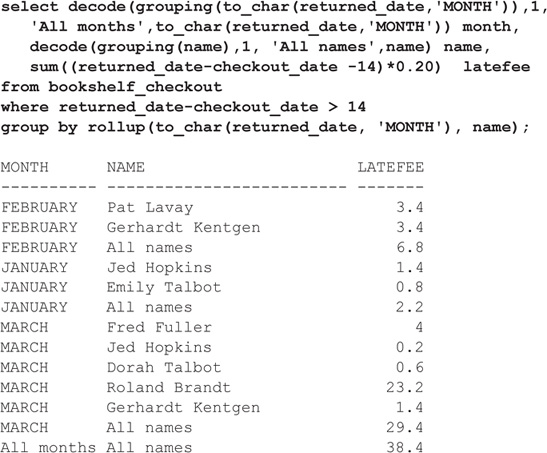 select decode(grouping(to_char(returned_date,'MONTH')),1,
'All months',to_char(returned_date,'MONTH')) month,
decode(grouping(name),1, 'All names',name) name,
sum((returned_date-checkout_date -14)*0.20) latefee
from bookshelf_checkout
where returned_date-checkout_date > 14
group by rollup(to_char(returned_date, 'MONTH'), name);
MONTH NAME LATEFEE
---------- ------------------------- -------
FEBRUARY Pat Lavay 3.4
FEBRUARY Gerhardt Kentgen 3.4
FEBRUARY All names 6.8
JANUARY Jed Hopkins 1.4
JANUARY Emily Talbot 0.8
JANUARY All names 2.2
MARCH Fred Fuller 4
MARCH Jed Hopkins 0.2
MARCH Dorah Talbot 0.6
MARCH Roland Brandt 23.2
MARCH Gerhardt Kentgen 1.4
MARCH All names 29.4
All months All names 38.4